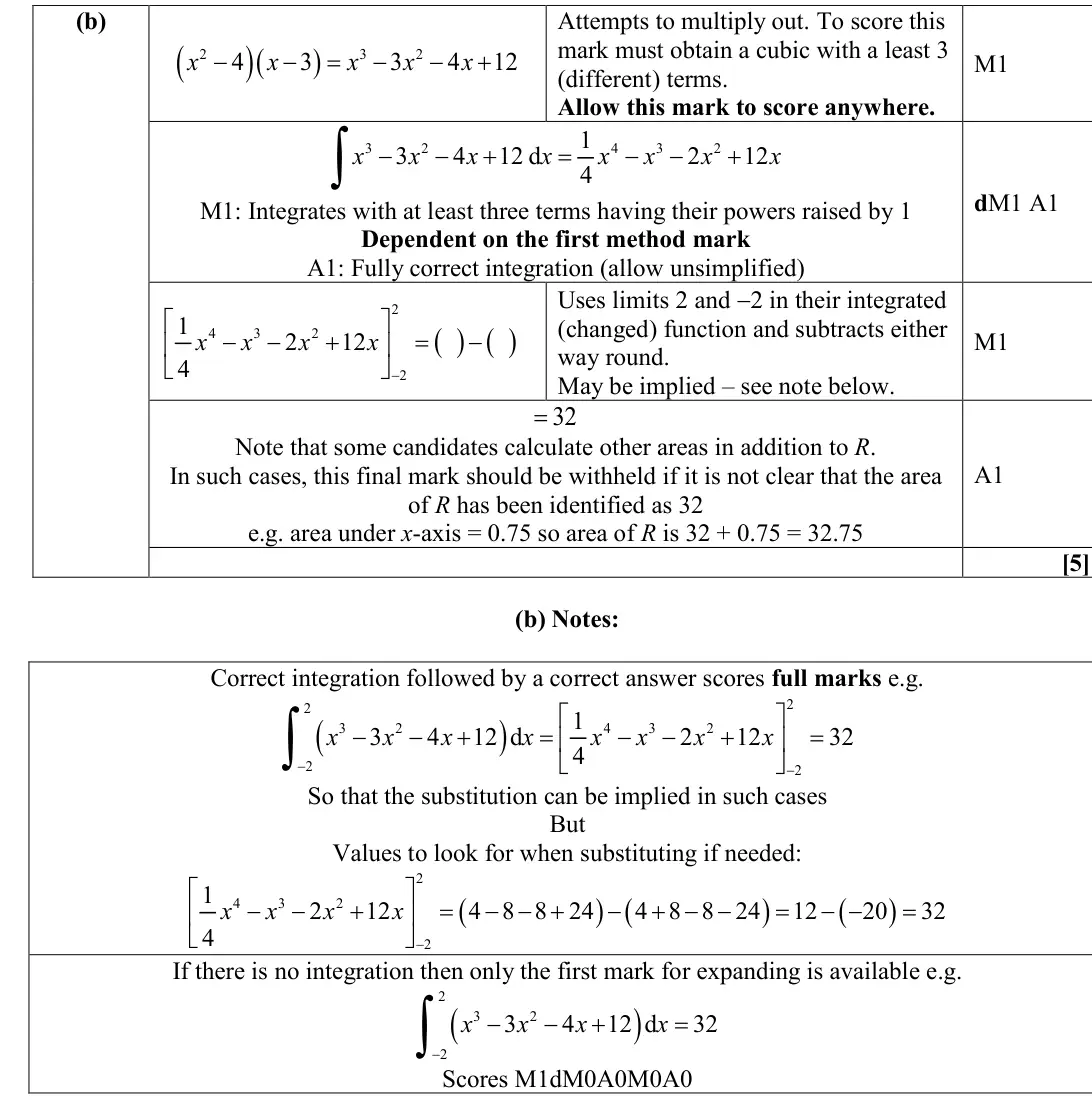 (b)
(x² − 4)(x − 3) = x³ − 3x² − 4x + 12
Attempts to multiply out. To score this
mark must obtain a cubic with a least 3
(different) terms.
Allow this mark to score anywhere.
M1
∫ x³ − 3x² − 4x + 12 dx = 1/4 x⁴ − x³ − 2x² + 12x
M1: Integrates with at least three terms having their powers raised by 1
Dependent on the first method mark
A1: Fully correct integration (allow unsimplified)
dM1 A1
[1/4 x⁴ − x³ − 2x² + 12x]²₋₂ = ( ) − ( )
Uses limits 2 and −2 in their integrated
(changed) function and subtracts either
way round.
May be implied – see note below.
M1
= 32
Note that some candidates calculate other areas in addition to R.
In such cases, this final mark should be withheld if it is not clear that the area
of R has been identified as 32
e.g. area under x-axis = 0.75 so area of R is 32 + 0.75 = 32.75
A1
[5]
(b) Notes:
Correct integration followed by a correct answer scores full marks e.g.
∫²₋₂ (x³ − 3x² − 4x + 12) dx = [1/4 x⁴ − x³ − 2x² + 12x]²₋₂ = 32
So that the substitution can be implied in such cases
But
Values to look for when substituting if needed:
[1/4 x⁴ − x³ − 2x² + 12x]²₋₂ = (4 − 8 − 8 + 24) − (4 + 8 − 8 − 24) = 12 − (−20) = 32
If there is no integration then only the first mark for expanding is available e.g.
∫²₋₂ (x³ − 3x² − 4x + 12) dx = 32
Scores M1dM0A0M0A0